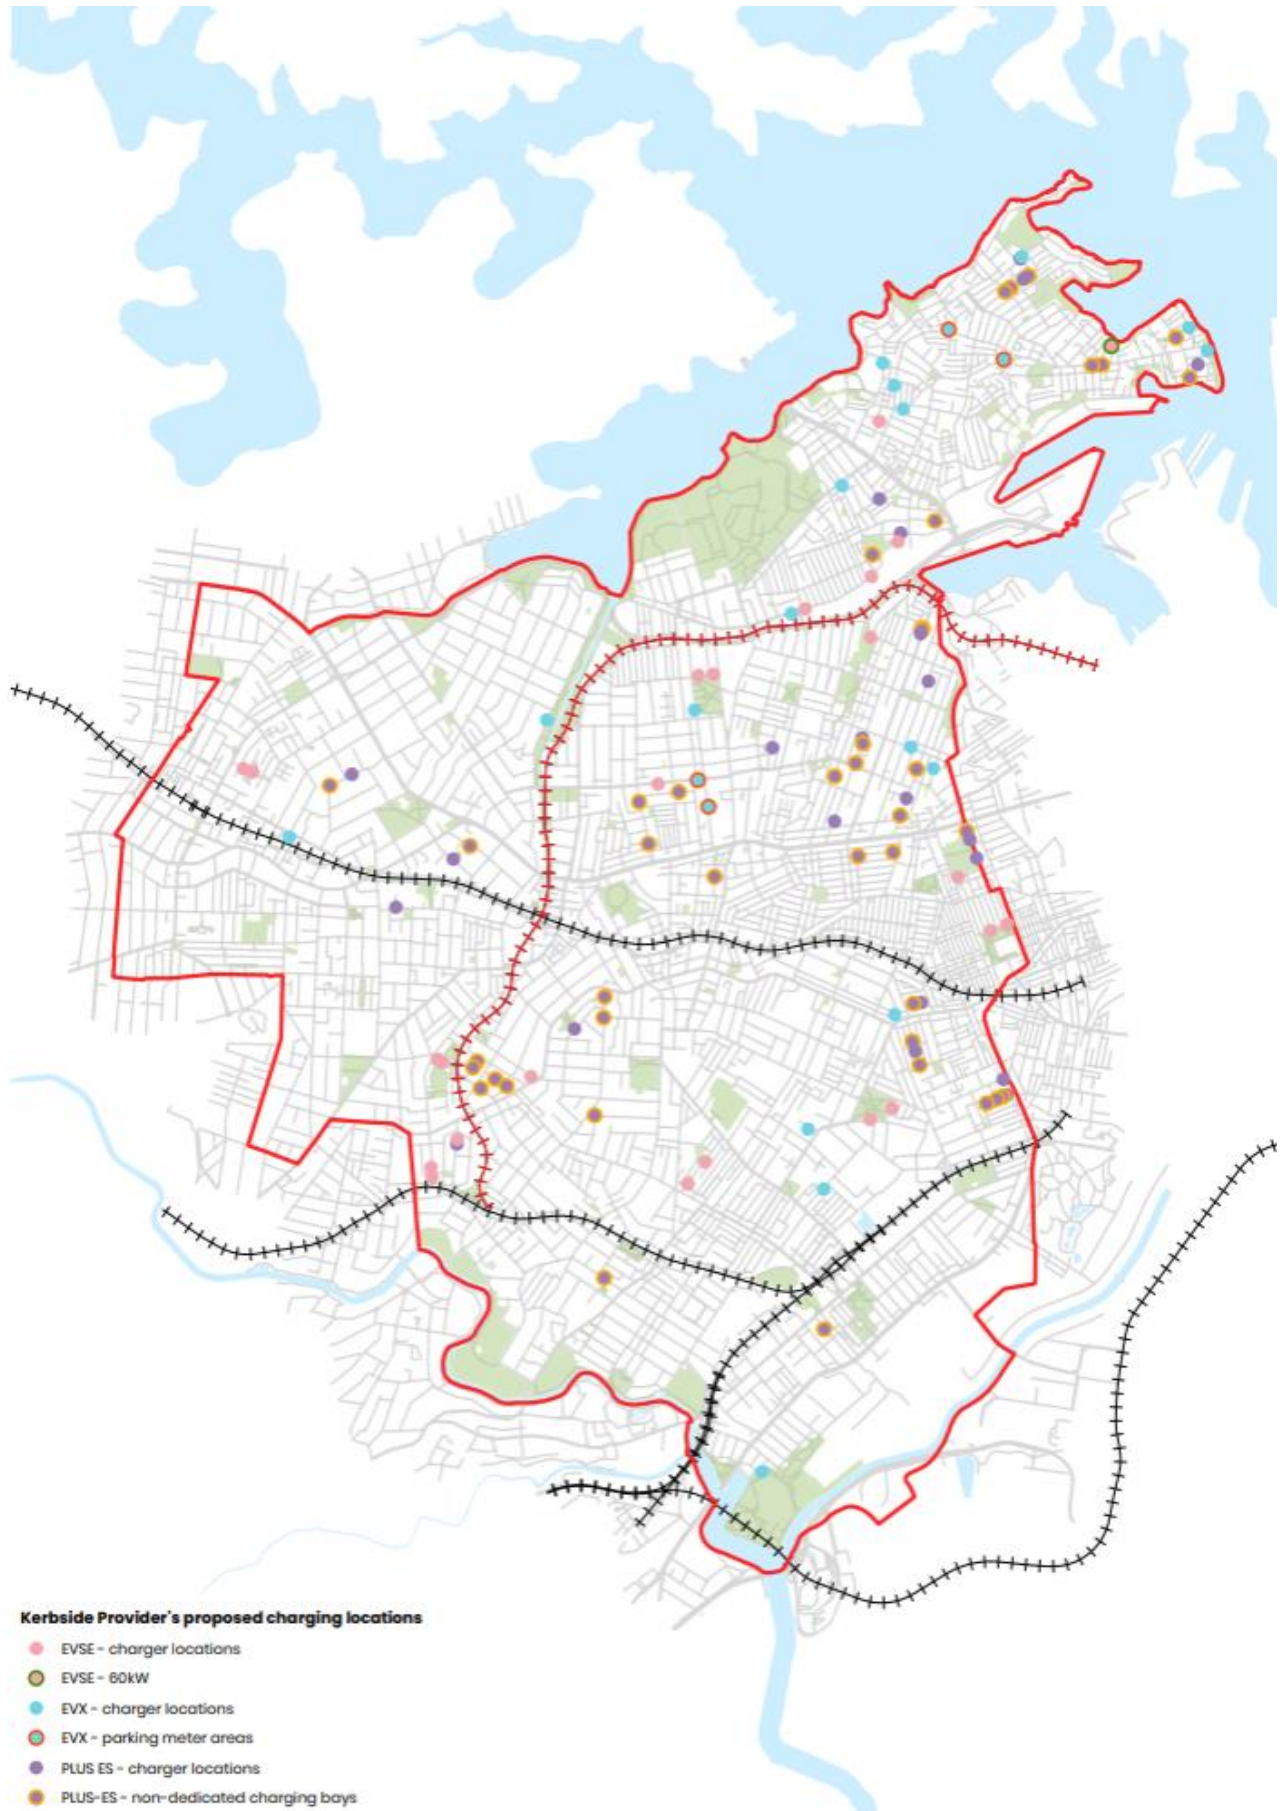 Kerbside Provider's proposed charging locations
EVSE - charger locations
EVSE - 60kW
EVX - charger locations
EVX - parking meter areas
PLUS ES - charger locations
PLUS-ES - non-dedicated charging bays